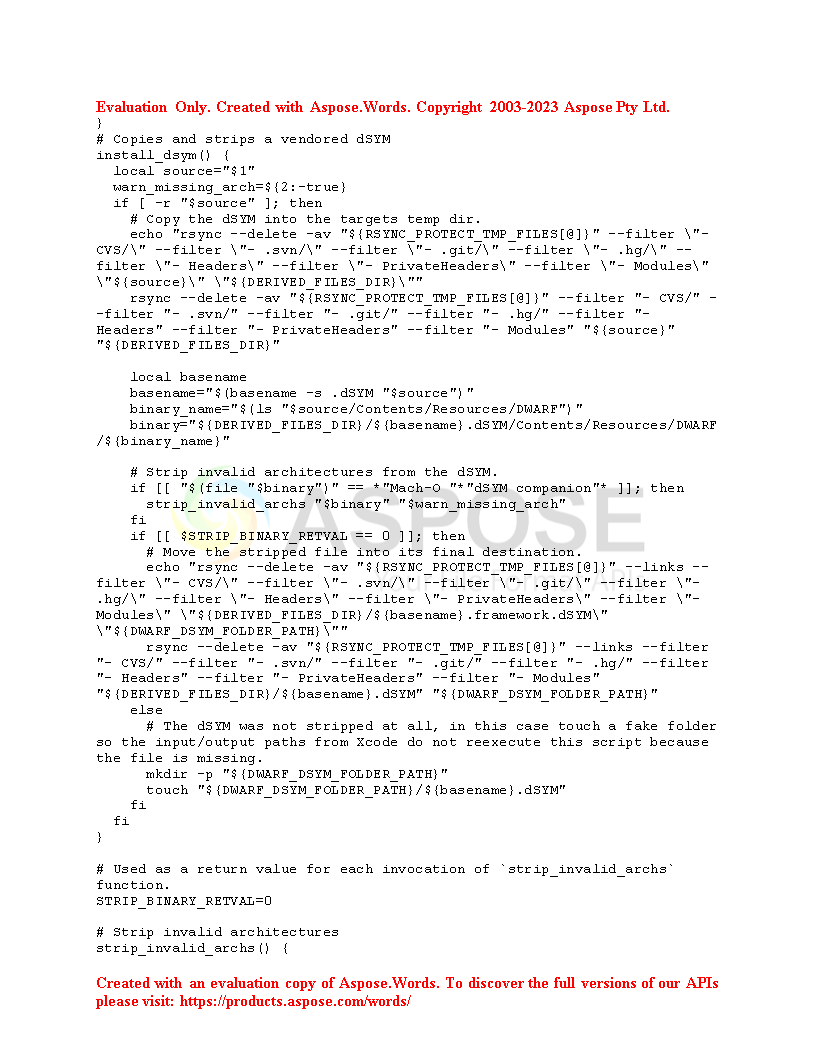 Evaluation Only. Created with Aspose.Words. Copyright 2003-2023 Aspose Pty Ltd.
}
# Copies and strips a vendored dSYM
install_dsym() {
  local source="$1"
  warn_missing_arch=${2:-true}
  if [ -r "$source" ]; then
    # Copy the dSYM into the targets temp dir.
    echo "rsync --delete -av "${RSYNC_PROTECT_TMP_FILES[@]}" --filter \"-
CVS/\" --filter \"- .svn/\" --filter \"- .git/\" --filter \"- .hg/\" --
filter \"- Headers\" --filter \"- PrivateHeaders\" --filter \"- Modules\"
\"${source}\" \"${DERIVED_FILES_DIR}\""
    rsync --delete -av "${RSYNC_PROTECT_TMP_FILES[@]}" --filter "- CVS/" -
-filter "- .svn/" --filter "- .git/" --filter "- .hg/" --filter "-
Headers" --filter "- PrivateHeaders" --filter "- Modules" "${source}"
"${DERIVED_FILES_DIR}"

    local basename
    basename="$(basename -s .dSYM "$source")"
    binary_name="$(ls "$source/Contents/Resources/DWARF")"
    binary="${DERIVED_FILES_DIR}/${basename}.dSYM/Contents/Resources/DWARF
/${binary_name}"

    # Strip invalid architectures from the dSYM.
    if [[ "$(file "$binary")" == *"Mach-O "*"dSYM companion"* ]]; then
      strip_invalid_archs "$binary" "$warn_missing_arch"
    fi
    if [[ $STRIP_BINARY_RETVAL == 0 ]]; then
      # Move the stripped file into its final destination.
      echo "rsync --delete -av "${RSYNC_PROTECT_TMP_FILES[@]}" --links --
filter \"- CVS/\" --filter \"- .svn/\" --filter \"- .git/\" --filter \"-
.hg/\" --filter \"- Headers\" --filter \"- PrivateHeaders\" --filter \"-
Modules\" \"${DERIVED_FILES_DIR}/${basename}.framework.dSYM\"
\"${DWARF_DSYM_FOLDER_PATH}\""
      rsync --delete -av "${RSYNC_PROTECT_TMP_FILES[@]}" --links --filter
"- CVS/" --filter "- .svn/" --filter "- .git/" --filter "- .hg/" --filter
"- Headers" --filter "- PrivateHeaders" --filter "- Modules"
"${DERIVED_FILES_DIR}/${basename}.dSYM" "${DWARF_DSYM_FOLDER_PATH}"
    else
      # The dSYM was not stripped at all, in this case touch a fake folder
so the input/output paths from Xcode do not reexecute this script because
the file is missing.
      mkdir -p "${DWARF_DSYM_FOLDER_PATH}"
      touch "${DWARF_DSYM_FOLDER_PATH}/${basename}.dSYM"
    fi
  fi
}

# Used as a return value for each invocation of `strip_invalid_archs`
function.
STRIP_BINARY_RETVAL=0

# Strip invalid architectures
strip_invalid_archs() {
ASPOSE
Created with an evaluation copy of Aspose.Words. To discover the full versions of our APIs
please visit: https://products.aspose.com/words/